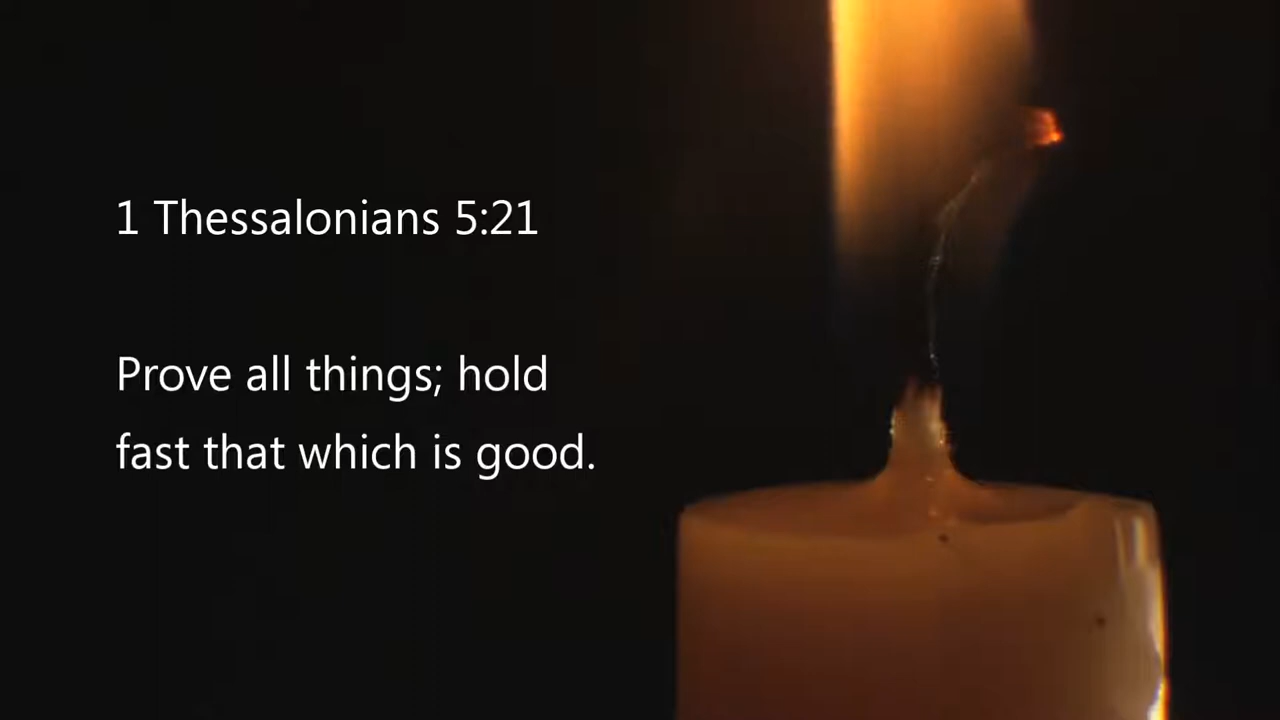 1 Thessalonians 5:21
Prove all things; hold
fast that which is good.